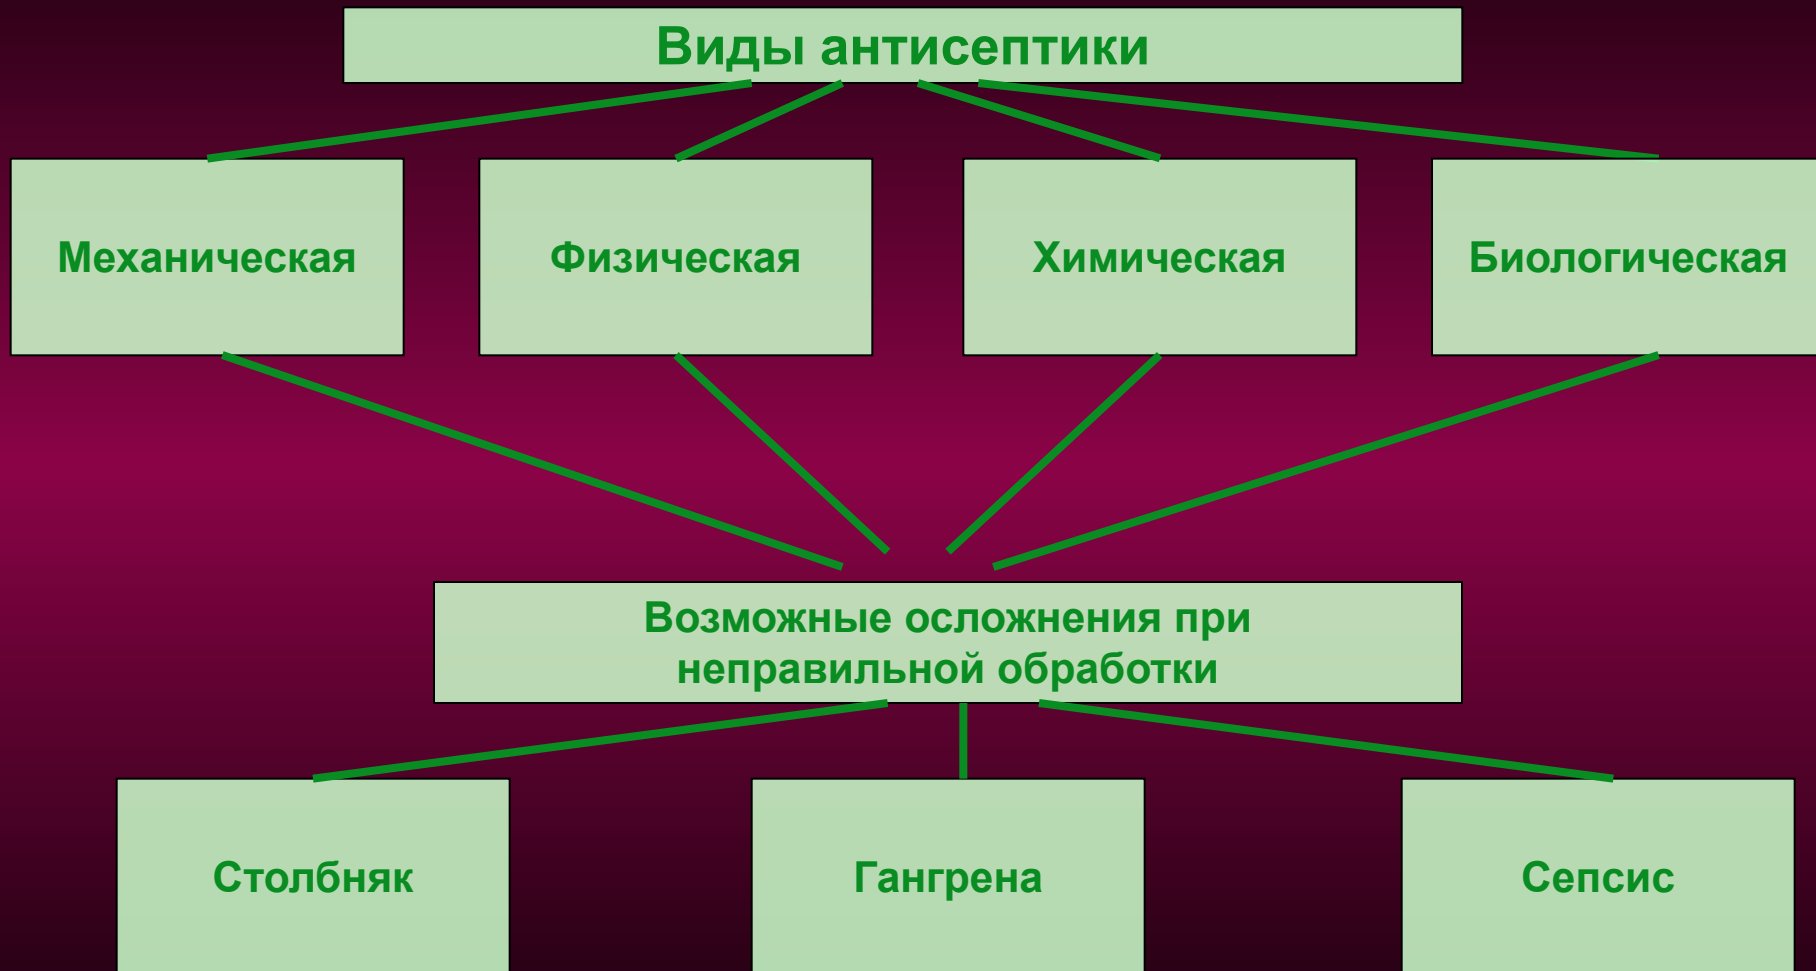 Виды антисептики
Механическая
Физическая
Химическая
Биологическая
Возможные осложнения при
неправильной обработки
Столбняк
Гангрена
Сепсис